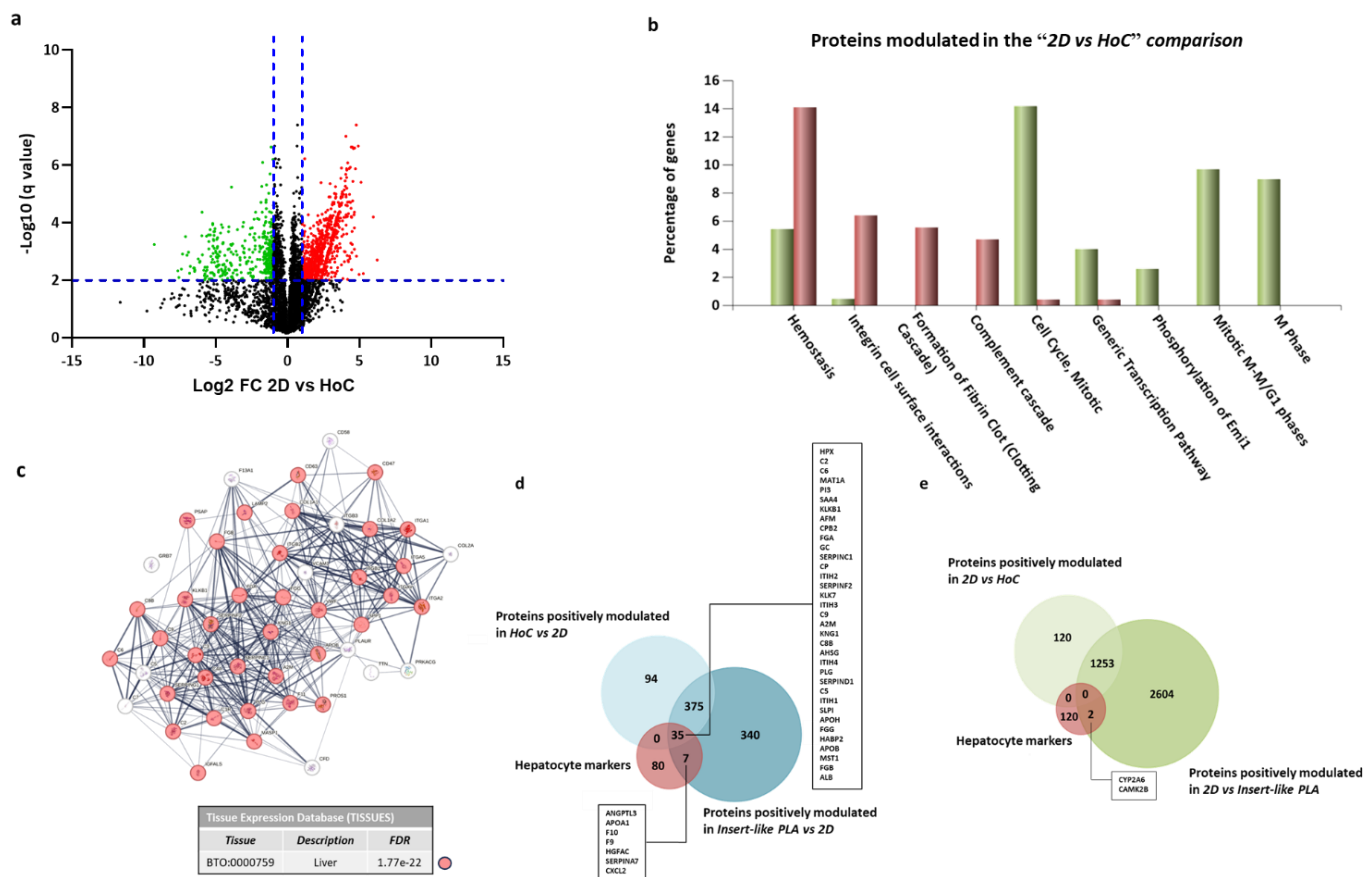 a
10
8
6
4
2
0
-Log10 (q value)
-15
-10
-5
0
5
10
15
Log2 FC 2D vs HoC
b
Proteins modulated in the “2D vs HoC” comparison
16
14
12
10
8
6
4
2
0
Percentage of genes
Hemostasis
Integrin cell surface interactions
Formation of Fibrin Clot (Clotting
Cascade)
Complement cascade
Cell Cycle, Mitotic
Generic Transcription Pathway
Phosphorylation of Emi1
Mitotic M-M/G1 phases
M Phase
c
CD58
F13A1
CD63
CD47
LAMP2
PSAP
ITGB3
COL1A2
ITGA1
GRB7
FGB
ITGA5
KLKB1
C8B
ITGA2
PLAUR
TTN
PRKACG
PROS1
C2
MASP1
CFD
IGFALS
Tissue Expression Database (TISSUES)
Tissue
Description
FDR
BTO:0000759
Liver
1.77e-22
d
Proteins positively modulated
in HoC vs 2D
94
375
35
0
340
80
7
Hepatocyte markers
Proteins positively modulated
in Insert-like PLA vs 2D
HPX
C2
C6
MAT1A
PI3
SAA4
KLKB1
AFM
CPB2
FGA
GC
SERPINC1
CP
ITIH2
SERPINF2
KLK7
ITIH3
C9
A2M
KNG1
C8B
AHSG
ITIH4
PLG
SERPIND1
C5
ITIH1
SLPI
APOH
FGG
HABP2
APOB
MST1
FGB
ALB
ANGPTL3
APOA1
F10
F9
HGFAC
SERPINA7
CXCL2
e
Proteins positively modulated
in 2D vs HoC
120
1253
2604
0
0
120
2
Hepatocyte markers
CYP2A6
CAMK2B
Proteins positively modulated
in 2D vs Insert-like PLA